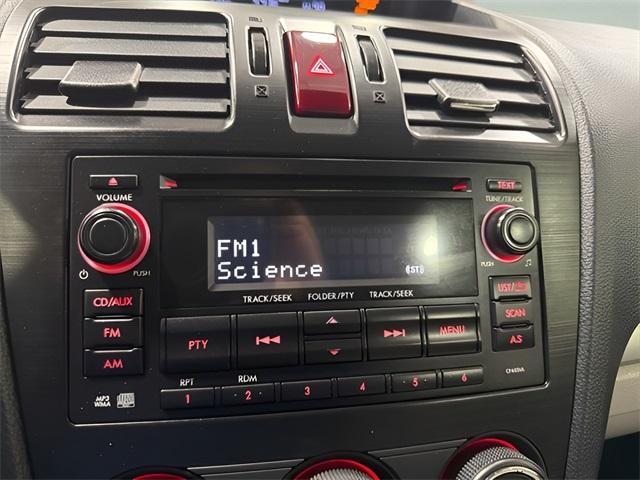 TEXT
VOLUME
TUNE/TRACK
FM1
Science
ST
PUSH
PUSH
TRACK/SEEK
FOLDER/PTY
TRACK/SEEK
CD/AUX
LIST/
FM
PTY
MENU
SCAN
AM
A.S
RPT
RDM
1
2
3
4
5
6
MP3
WMA